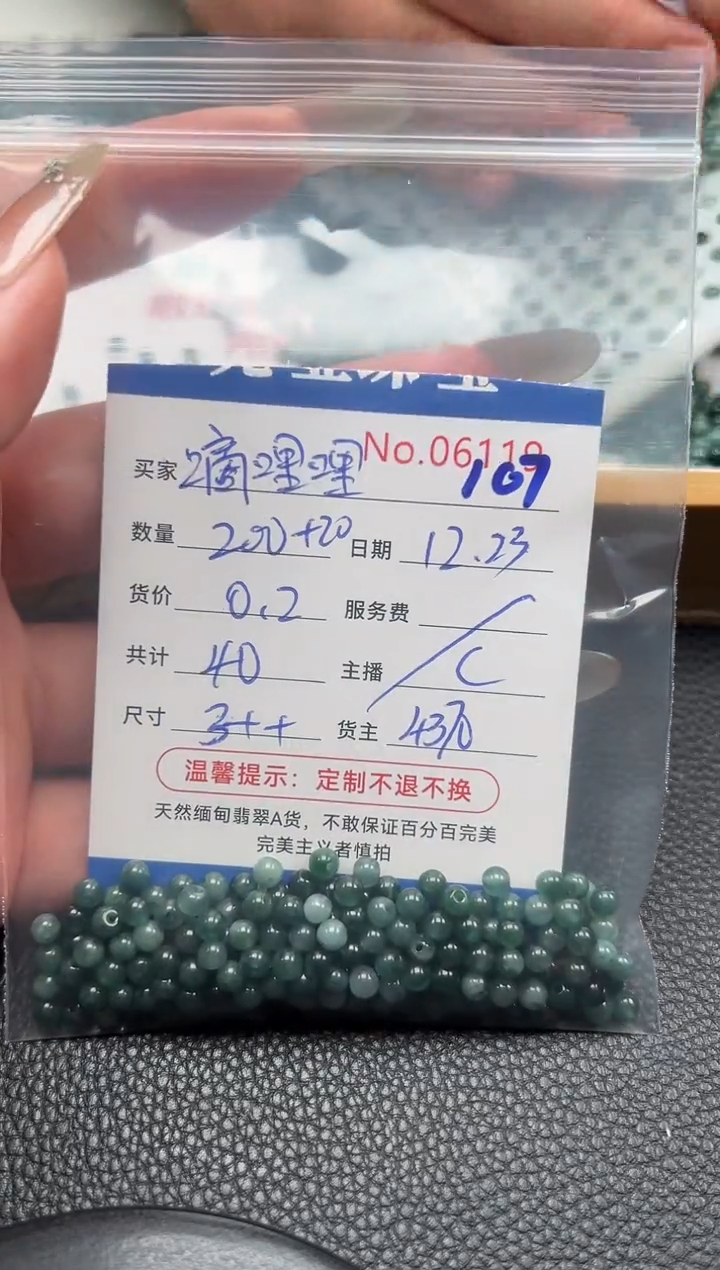 No.06119
107
买家 嘀哩哩
数量 200+20 日期 12.23
货价 0.2 服务费 /
共计 40 主播 C
尺寸 3++ 货主
温馨提示：定制不退不换
天然缅甸翡翠A货，不敢保证百分百完美
完美主义者慎拍